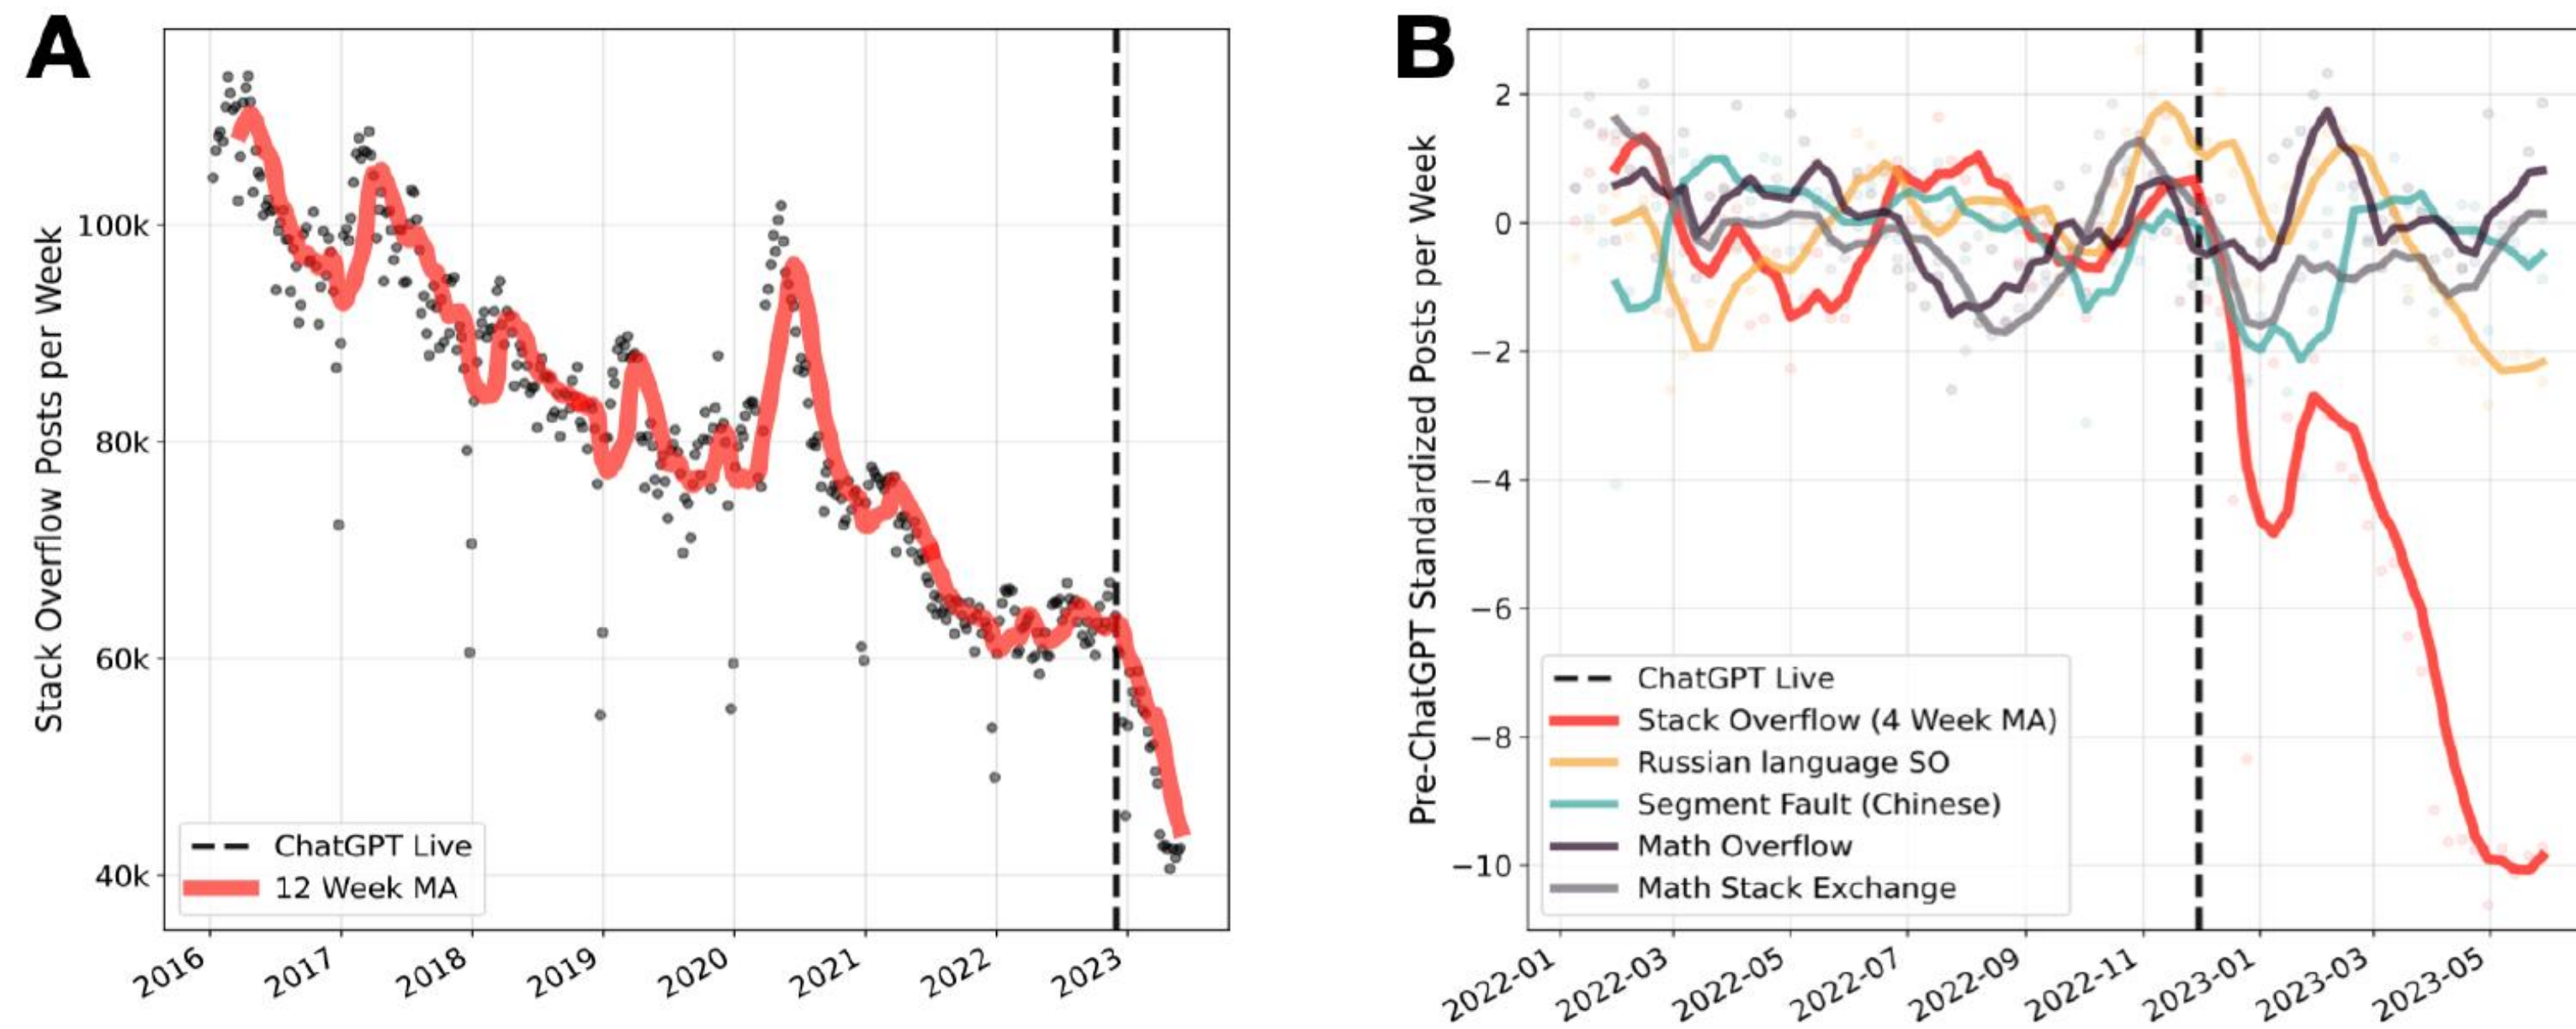 A
Stack Overflow Posts per Week
100k
80k
60k
40k
ChatGPT Live
12 Week MA
2016
2017
2018
2019
2020
2021
2022
2023
B
Pre-ChatGPT Standardized Posts per Week
2
0
−2
−4
−6
−8
−10
ChatGPT Live
Stack Overflow (4 Week MA)
Russian language SO
Segment Fault (Chinese)
Math Overflow
Math Stack Exchange
2022-01
2022-03
2022-05
2022-07
2022-09
2022-11
2023-01
2023-03
2023-05